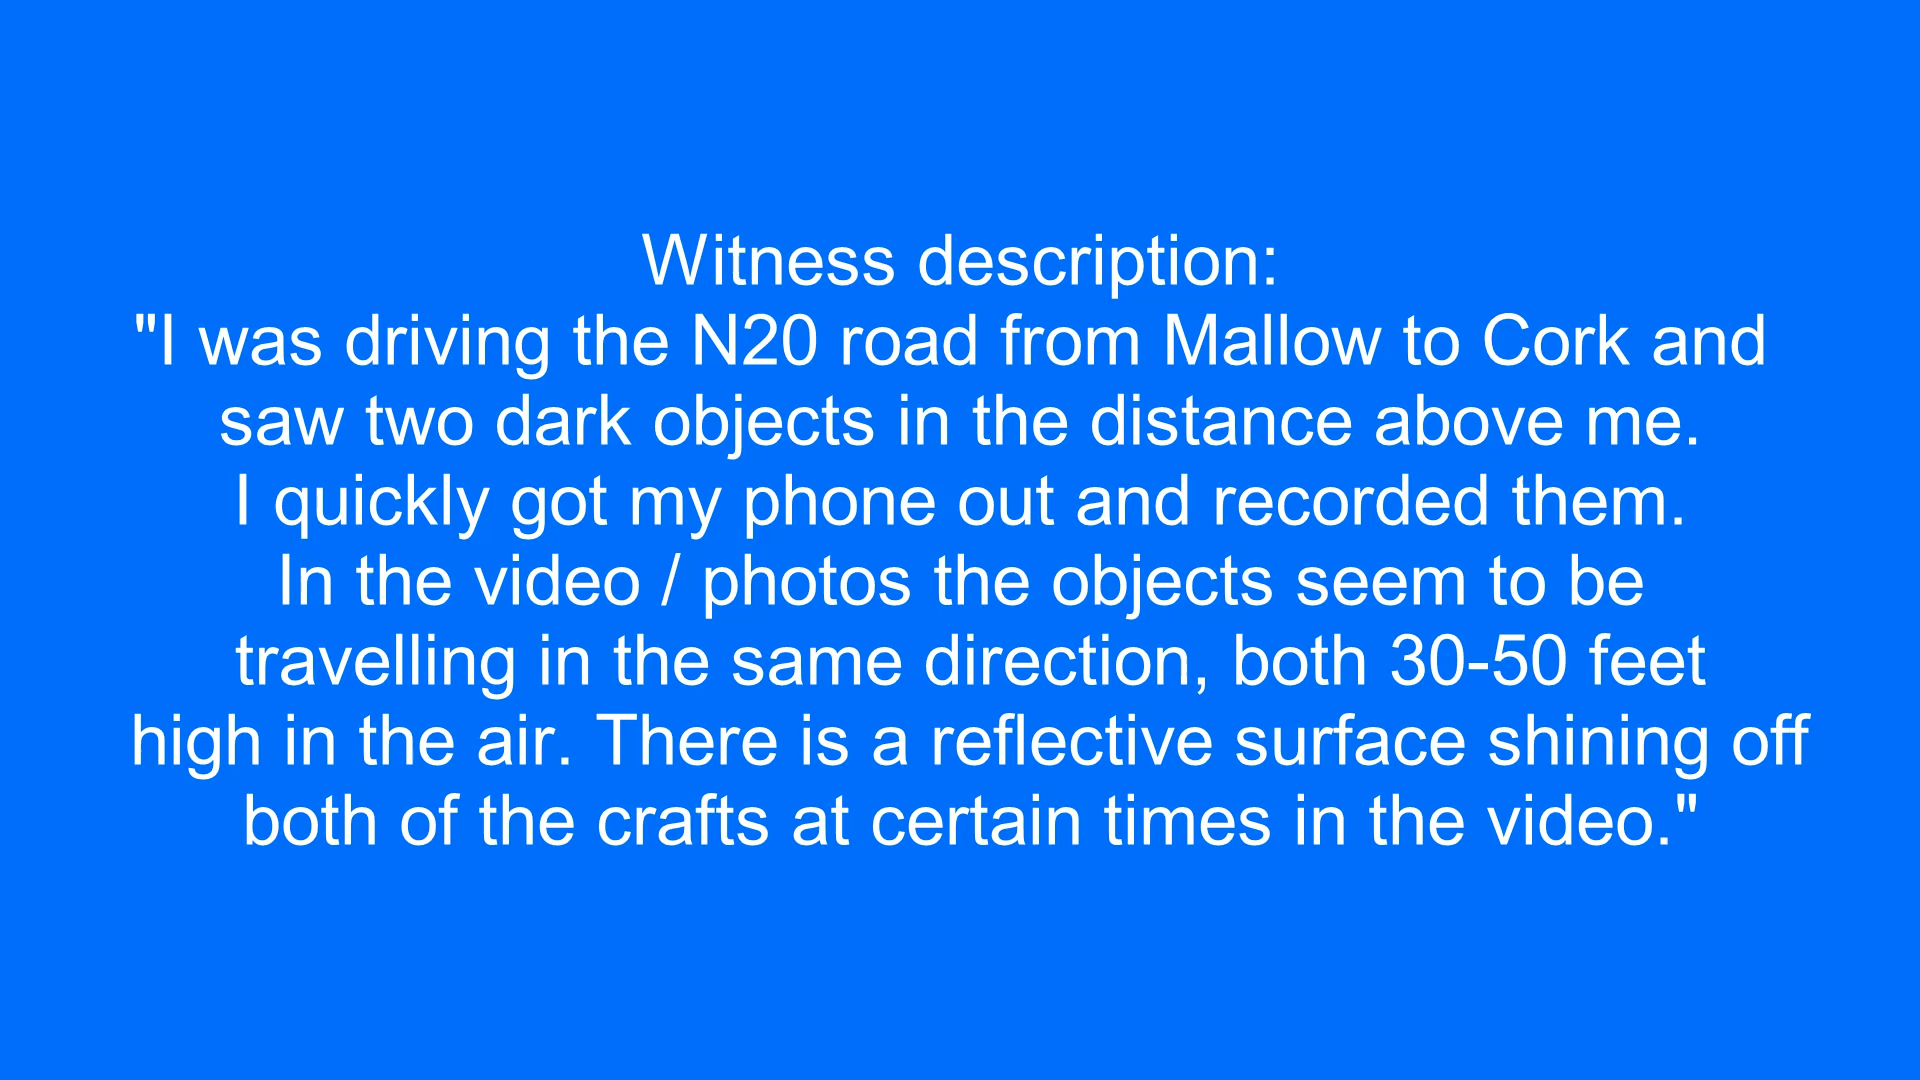 Witness description:
"I was driving the N20 road from Mallow to Cork and
saw two dark objects in the distance above me.
I quickly got my phone out and recorded them.
In the video / photos the objects seem to be
travelling in the same direction, both 30-50 feet
high in the air. There is a reflective surface shining off
both of the crafts at certain times in the video."